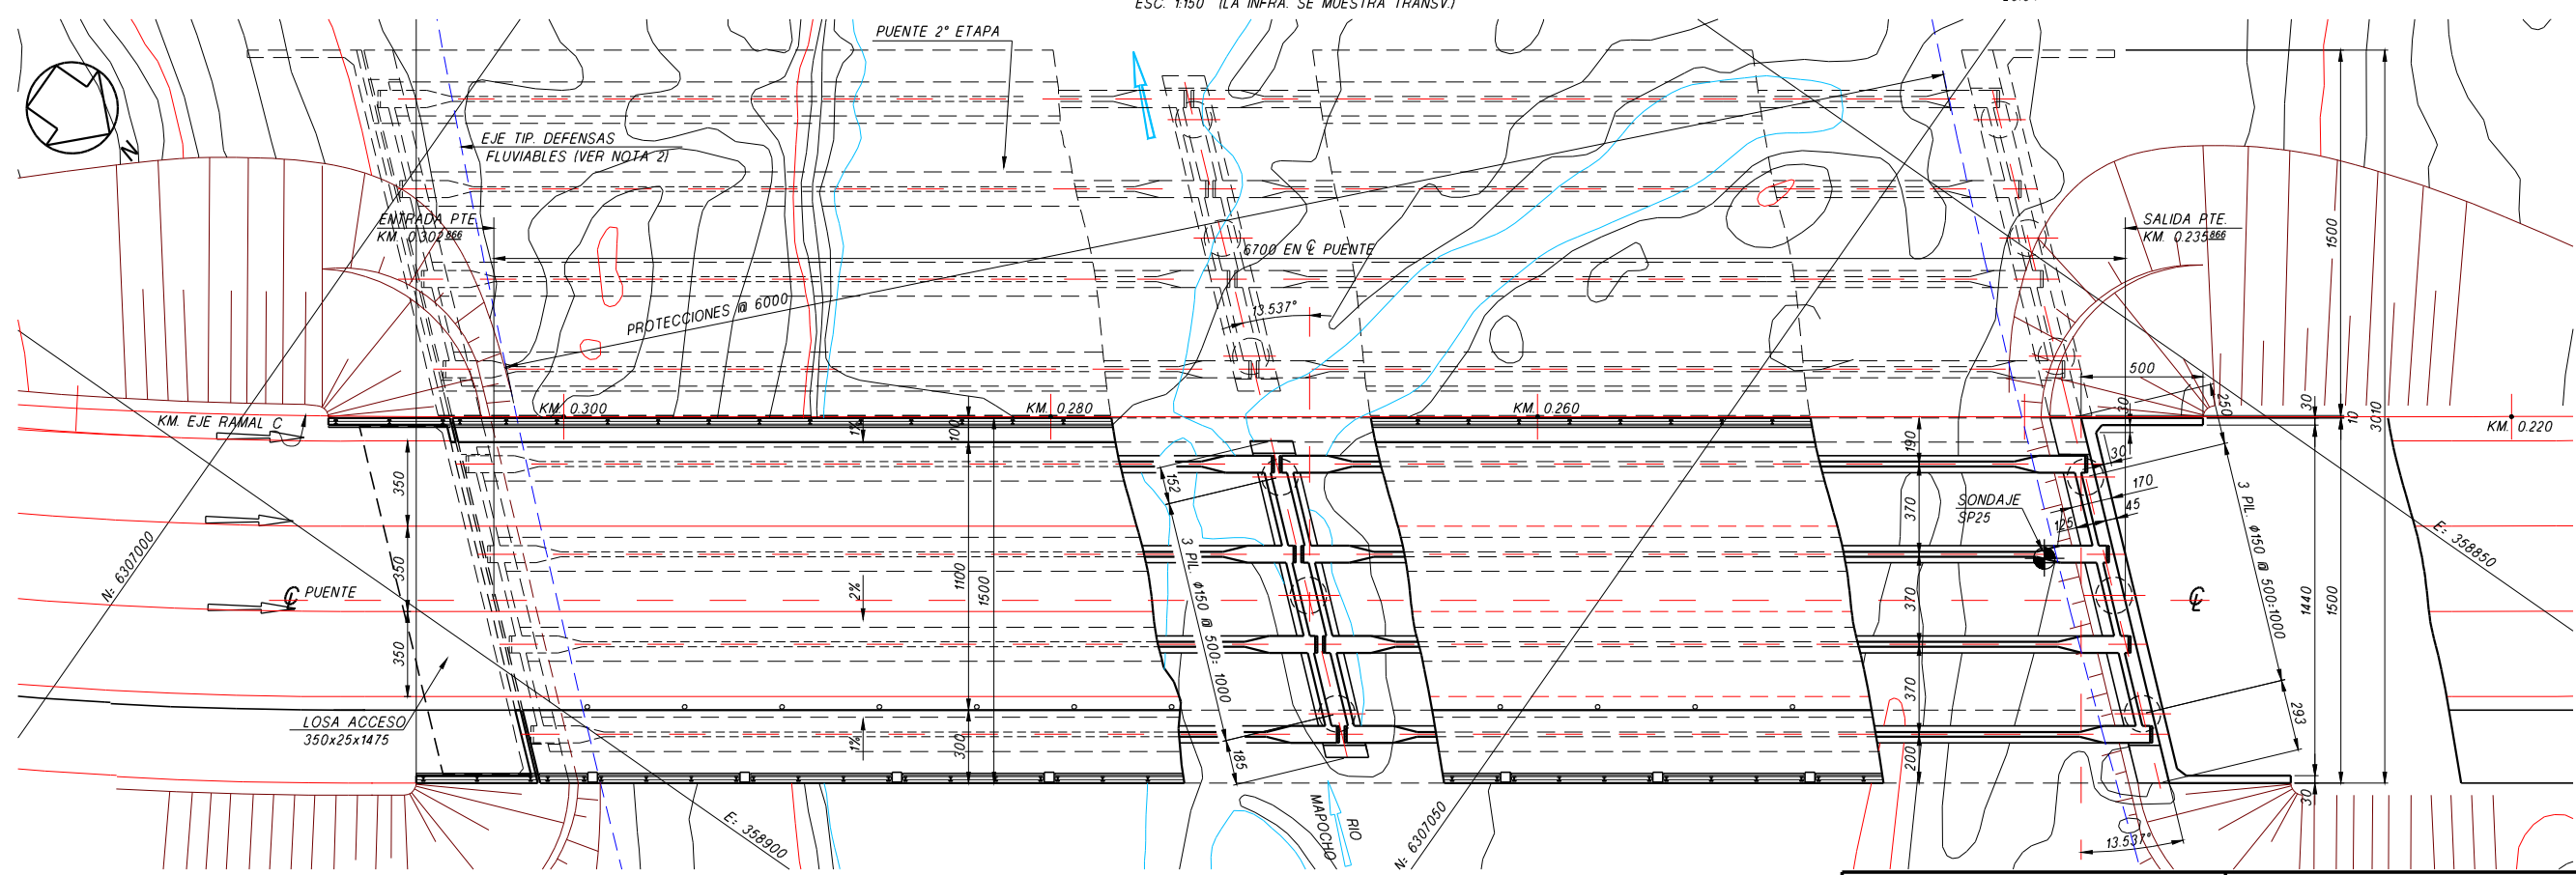 ESC. 1:150 (LA INFRA. SE MUESTRA TRANSV.)
PUENTE 2° ETAPA
N
EJE TIP. DEFENSAS
FLUVIABLES (VER NOTA 2)
ENTRADA PTE
KM. 0.302866
SALIDA PTE.
KM. 0.235866
1500
6700 EN ℄ PUENTE
PROTECCIONES @ 6000
13.537°
500
250
30
30
10
3010
KM. EJE RAMAL C
KM. 0.300
KM. 0.280
KM. 0.260
KM. 0.220
1%
100
190
30
350
152
370
170
45
125
SONDAJE
SP25
3 PIL. φ150 @ 500=1000
E= 358850
N= 6307000
350
℄ PUENTE
2%
1100
1500
3 PIL. φ150 @ 500= 1000
370
℄
1440
1500
350
370
LOSA ACCESO
350x25x1475
1%
300
185
200
293
30
E= 358900
RIO
MAPOCHO
N= 6307050
13.537°